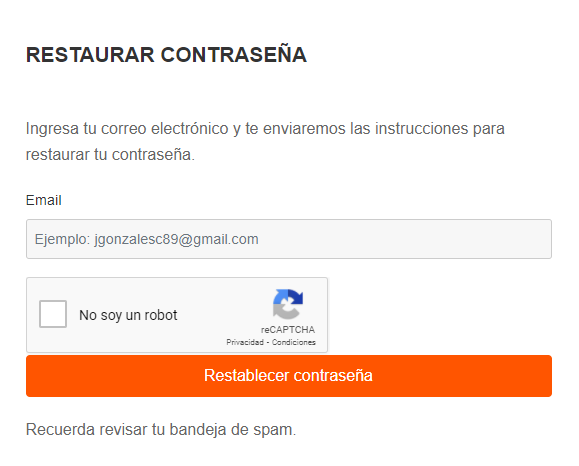 RESTAURAR CONTRASEÑA
Ingresa tu correo electrónico y te enviaremos las instrucciones para
restaurar tu contraseña.
Email
Ejemplo: jgonzalesc89@gmail.com
No soy un robot
reCAPTCHA
Privacidad - Condiciones
Restablecer contraseña
Recuerda revisar tu bandeja de spam.